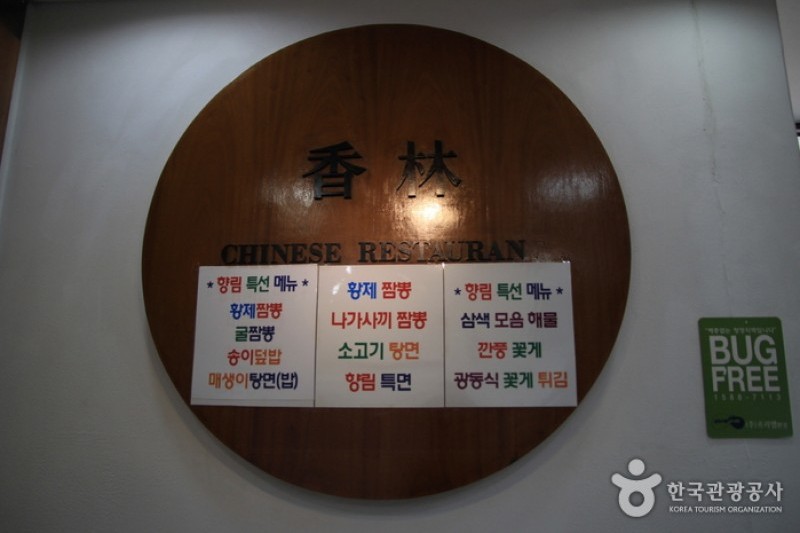 香林
CHINESE RESTAURAN
* 향림 특선 메뉴 *
황제짬뽕
굴짬뽕
송이덮밥
매생이탕면(밥)
황제 짬뽕
나가사끼 짬뽕
소고기 탕면
향림 특면
* 향림 특선 메뉴 *
삼색 모음 해물
깐풍 꽃게
광동식 꽃게 튀김
BUG
FREE
1588-7113
한국관광공사
KOREA TOURISM ORGANIZATION